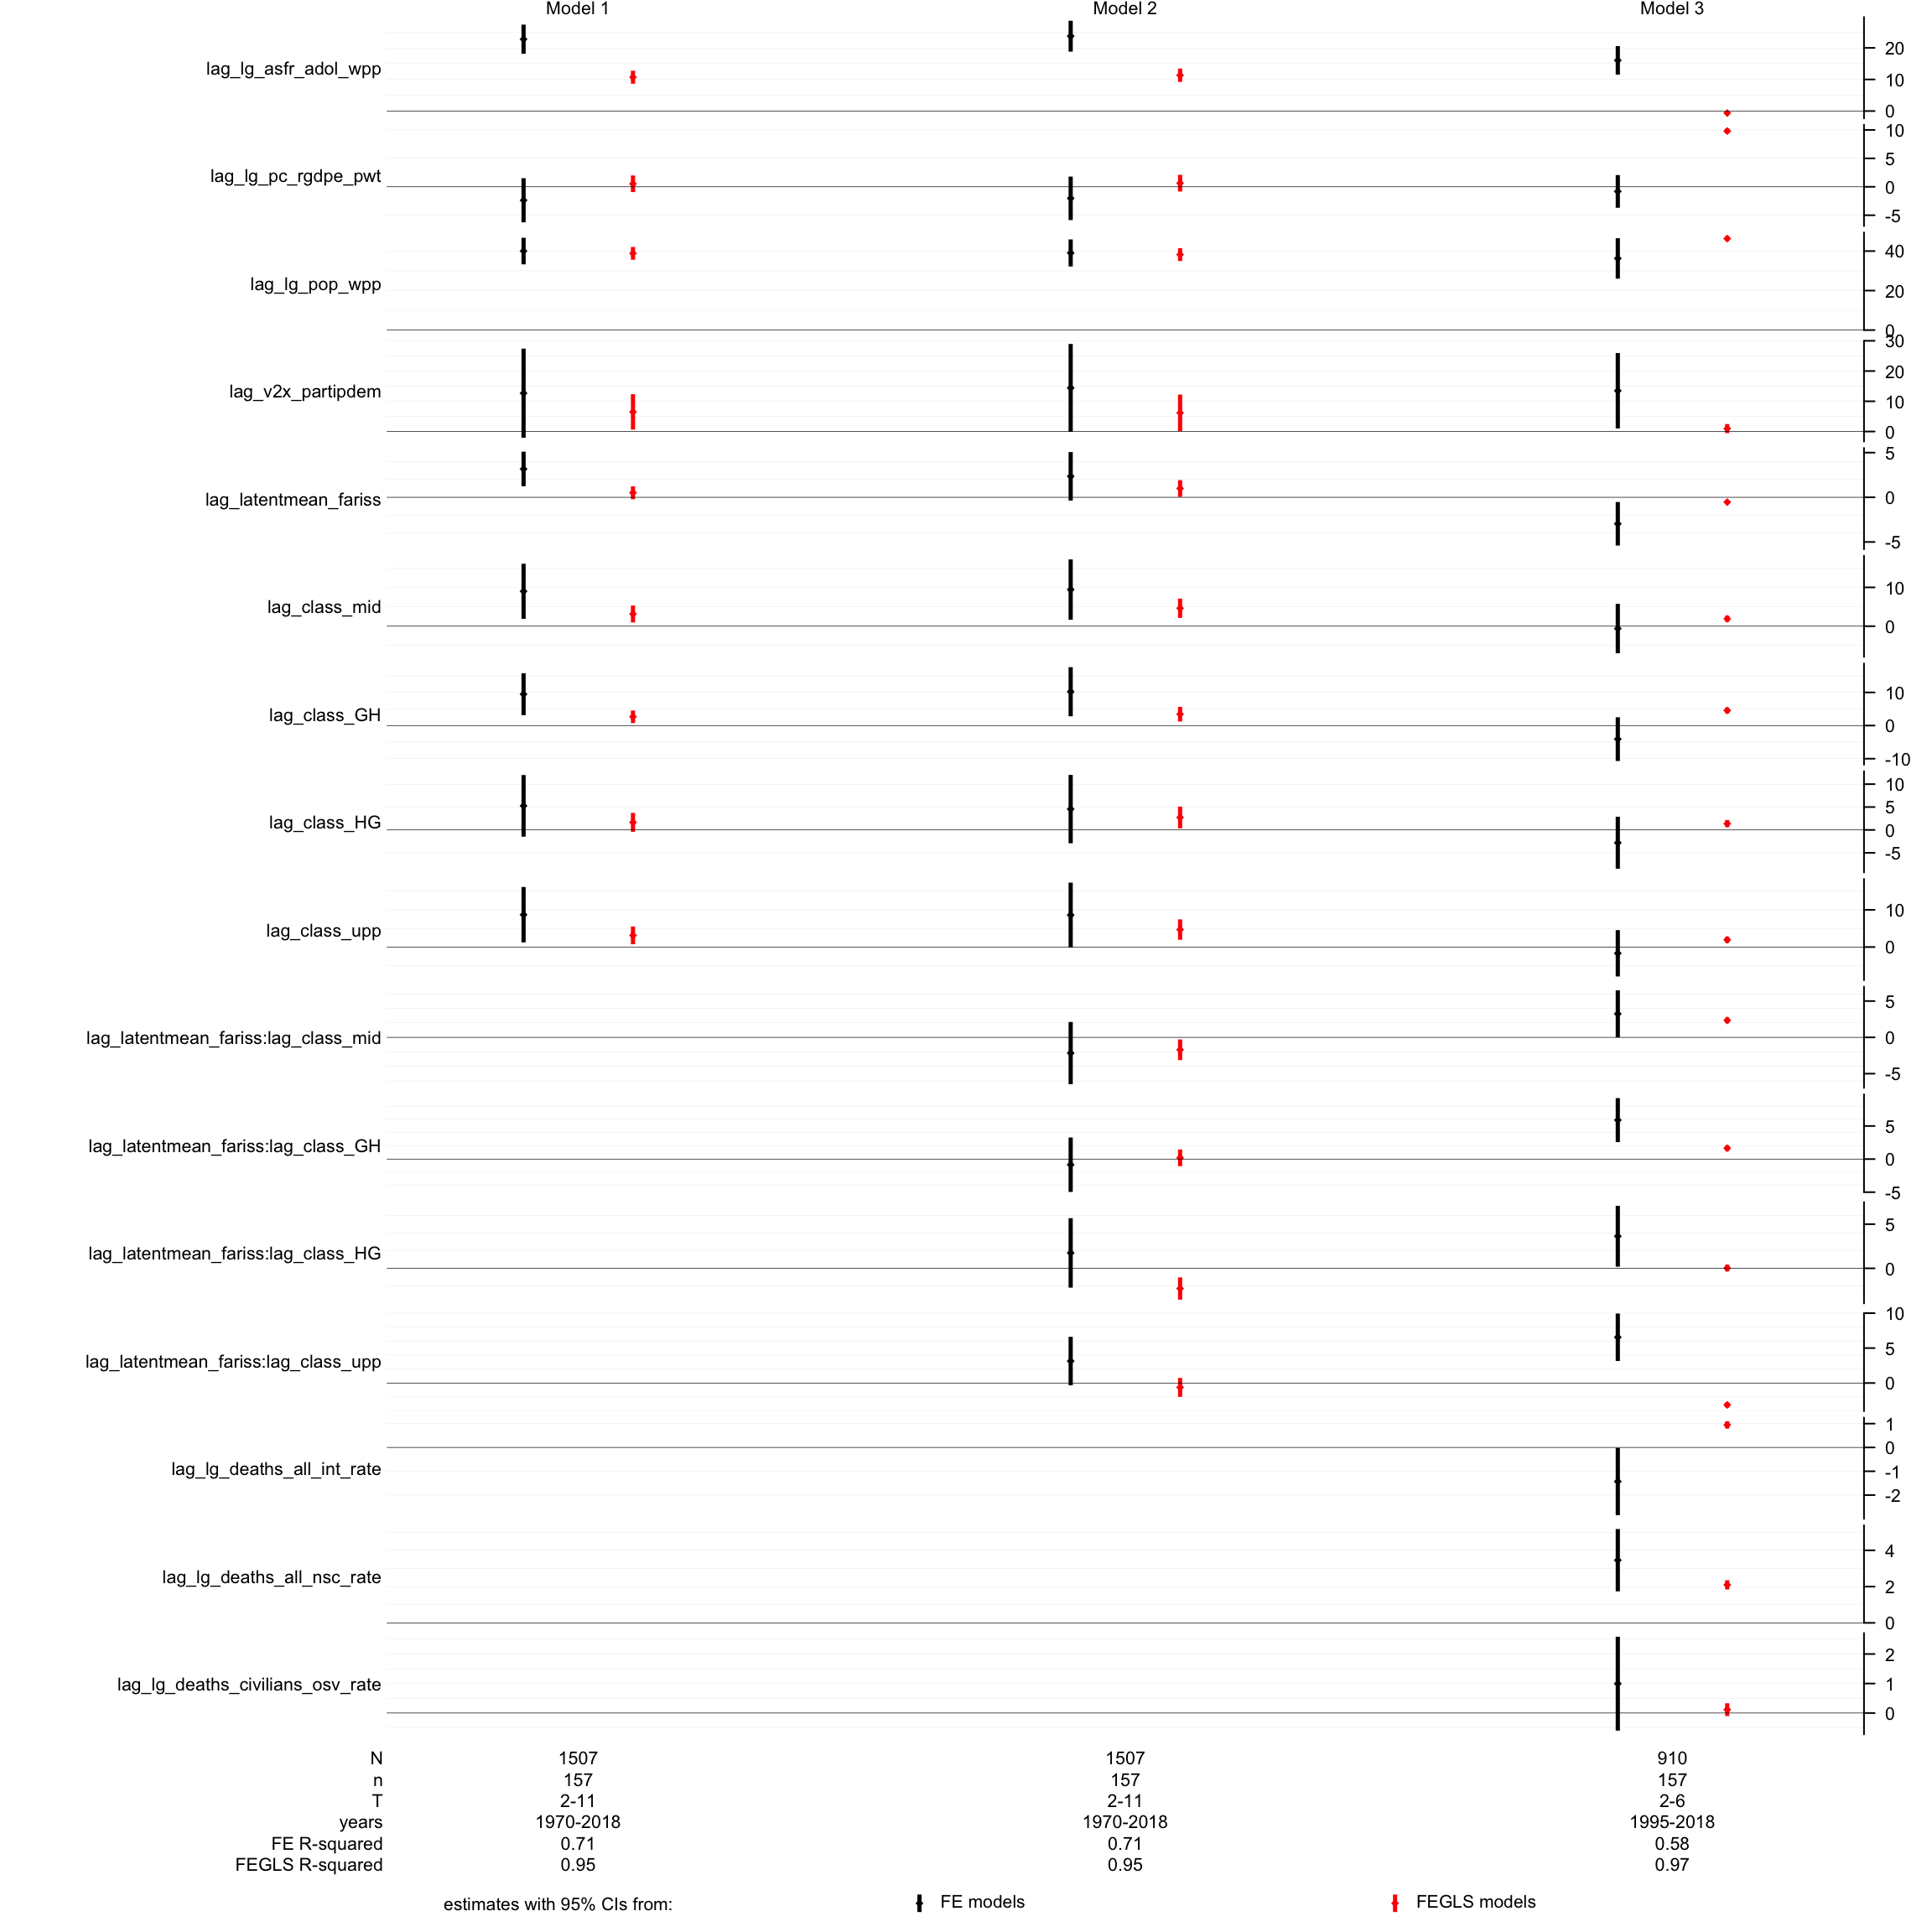 Model 1 Model 2 Model 3
lag_lg_asfr_adol_wpp
20
10
0
lag_lg_pc_rgdpe_pwt
10
5
0
-5
lag_lg_pop_wpp
40
20
0
lag_v2x_partipdem
30
20
10
0
lag_latentmean_fariss
5
0
-5
lag_class_mid
10
0
lag_class_GH
10
0
-10
lag_class_HG
10
5
0
-5
lag_class_upp
10
0
lag_latentmean_fariss:lag_class_mid
5
0
-5
lag_latentmean_fariss:lag_class_GH
5
0
-5
lag_latentmean_fariss:lag_class_HG
5
0
lag_latentmean_fariss:lag_class_upp
10
5
0
lag_lg_deaths_all_int_rate
1
0
-1
-2
lag_lg_deaths_all_nsc_rate
4
2
0
lag_lg_deaths_civilians_osv_rate
2
1
0
N 1507 1507 910
n 157 157 157
T 2-11 2-11 2-6
years 1970-2018 1970-2018 1995-2018
FE R-squared 0.71 0.71 0.58
FEGLS R-squared 0.95 0.95 0.97
estimates with 95% CIs from: FE models FEGLS models